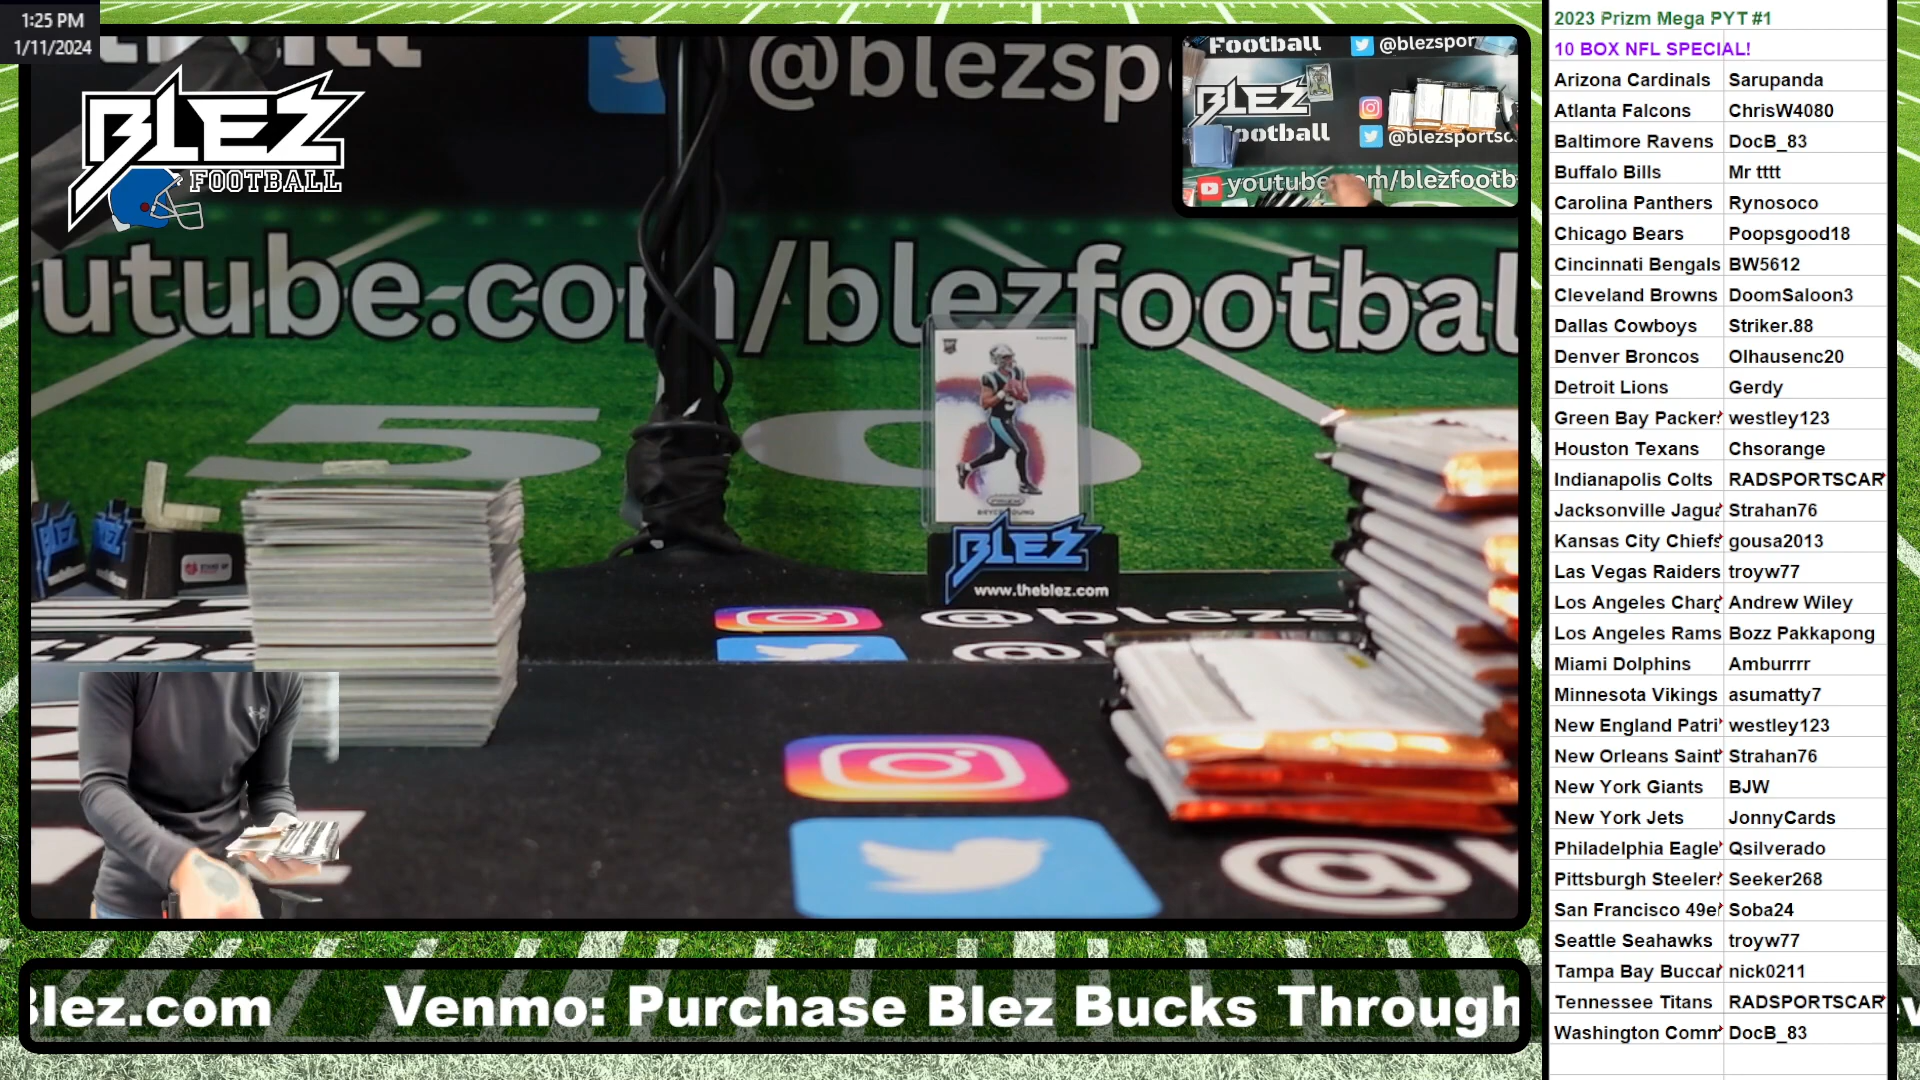 1:25 PM
1/11/2024
@blezsp
BLEZ
FOOTBALL
utube.com/blezfootbal
5 0
BRYCE YOUNG
BLEZ
www.theblez.com
@blezs
@
@b
Football
@blezspor
BLEZ
ootball
@blezsportsc
youtube
m/blezfootb
Blez.com Venmo: Purchase Blez Bucks Through
2023 Prizm Mega PYT #1
10 BOX NFL SPECIAL!
Arizona Cardinals Sarupanda
Atlanta Falcons ChrisW4080
Baltimore Ravens DocB_83
Buffalo Bills Mr tttt
Carolina Panthers Rynosoco
Chicago Bears Poopsgood18
Cincinnati Bengals BW5612
Cleveland Browns DoomSaloon3
Dallas Cowboys Striker.88
Denver Broncos Olhausenc20
Detroit Lions Gerdy
Green Bay Packer westley123
Houston Texans Chsorange
Indianapolis Colts RADSPORTSCAR
Jacksonville Jagua Strahan76
Kansas City Chiefs gousa2013
Las Vegas Raiders troyw77
Los Angeles Charg Andrew Wiley
Los Angeles Rams Bozz Pakkapong
Miami Dolphins Amburrrr
Minnesota Vikings asumatty7
New England Patri westley123
New Orleans Saint Strahan76
New York Giants BJW
New York Jets JonnyCards
Philadelphia Eagle Qsilverado
Pittsburgh Steeler Seeker268
San Francisco 49er Soba24
Seattle Seahawks troyw77
Tampa Bay Buccar nick0211
Tennessee Titans RADSPORTSCAR
Washington Comm DocB_83